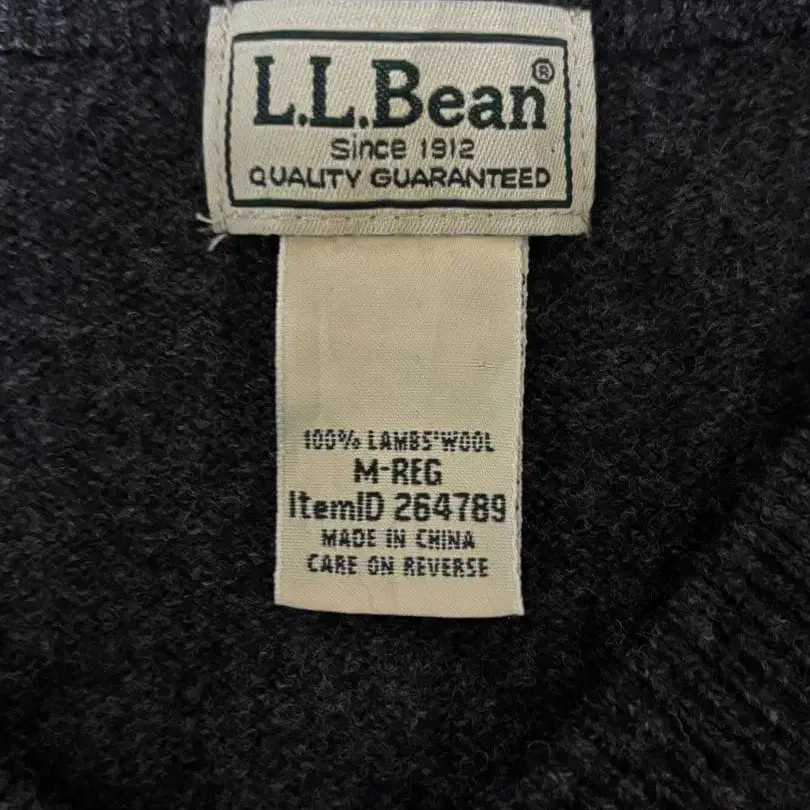 L.L.Bean®
Since 1912
QUALITY GUARANTEED
100% LAMBS'WOOL
M-REG
ItemID 264789
MADE IN CHINA
CARE ON REVERSE